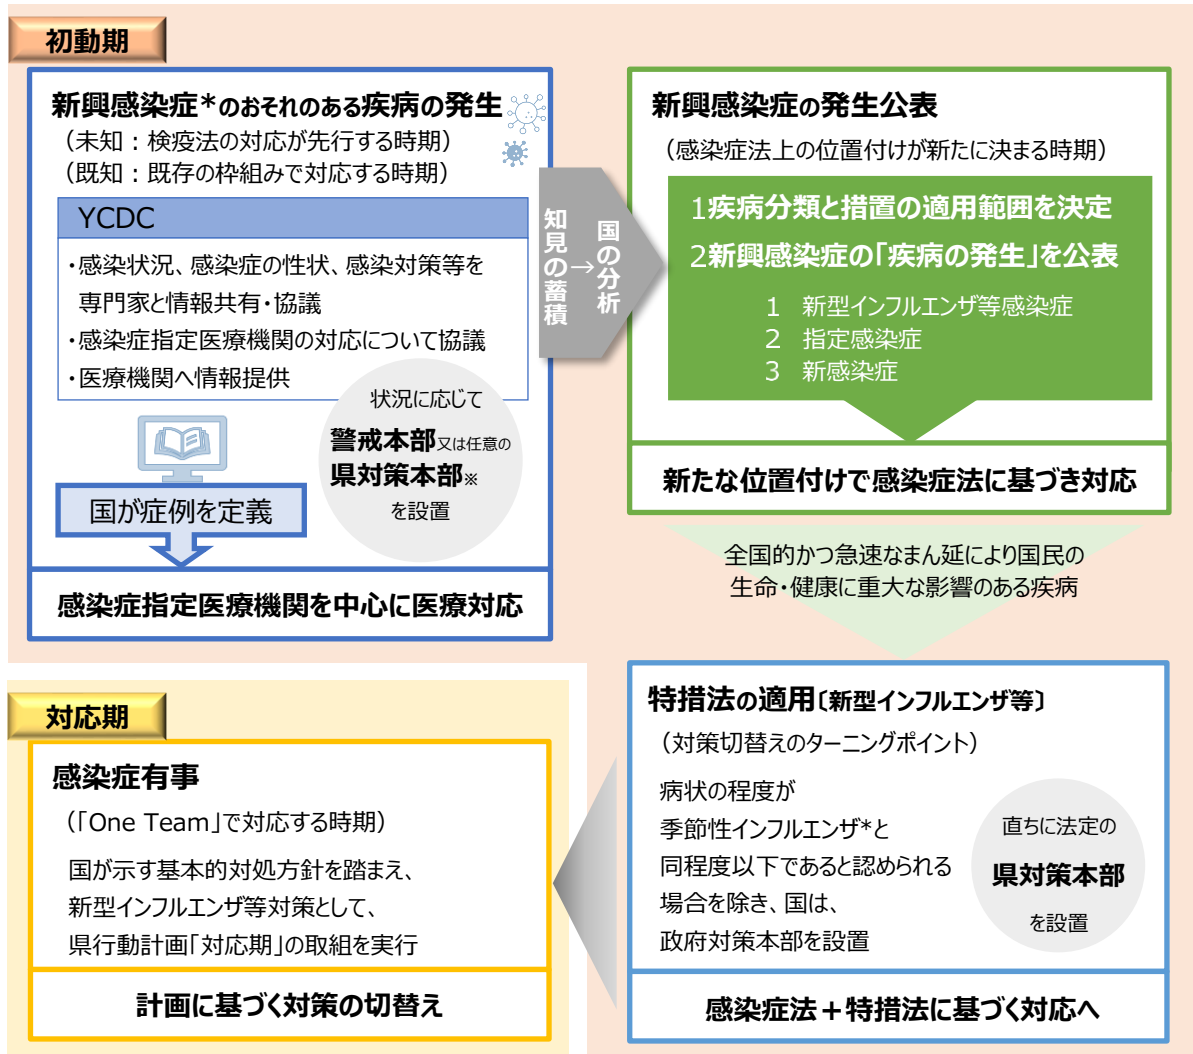 初動期
新興感染症*のおそれのある疾病の発生
（未知：検疫法の対応が先行する時期）
（既知：既存の枠組みで対応する時期）
YCDC
・感染状況、感染症の性状、感染対策等を
専門家と情報共有・協議
・感染症指定医療機関の対応について協議
・医療機関へ情報提供
状況に応じて
警戒本部又は任意の
県対策本部※
を設置
国が症例を定義
感染症指定医療機関を中心に医療対応
知見の蓄積
→
国の分析
新興感染症の発生公表
（感染症法上の位置付けが新たに決まる時期）
1疾病分類と措置の適用範囲を決定
2新興感染症の「疾病の発生」を公表
1　新型インフルエンザ等感染症
2　指定感染症
3　新感染症
新たな位置付けで感染症法に基づき対応
全国的かつ急速なまん延により国民の
生命・健康に重大な影響のある疾病
特措法の適用〔新型インフルエンザ等〕
（対策切替えのターニングポイント）
病状の程度が
季節性インフルエンザ*と
同程度以下であると認められる
場合を除き、国は、
政府対策本部を設置
直ちに法定の
県対策本部
を設置
感染症法＋特措法に基づく対応へ
対応期
感染症有事
（「One Team」で対応する時期）
国が示す基本的対処方針を踏まえ、
新型インフルエンザ等対策として、
県行動計画「対応期」の取組を実行
計画に基づく対策の切替え